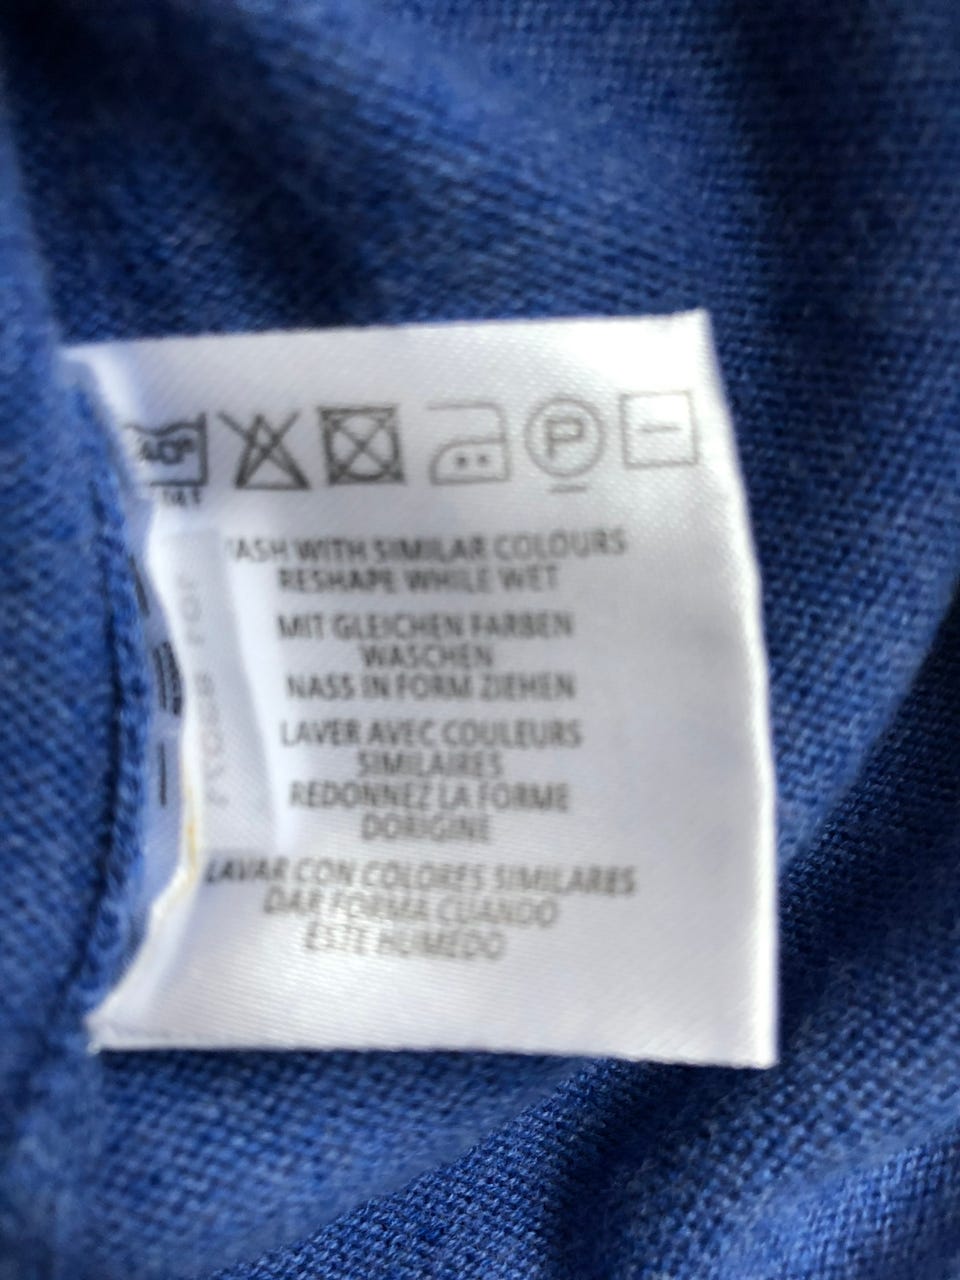 40°
P
WITH SIMILAR COLOURS
RESHAPE WHILE WET
MIT GLEICHEN FARBEN
WASCHEN
NASS IN FORM ZIEHEN
LAVER AVEC COULEURS
SIMILAIRES
REDONNEZ LA FORME
DORIGINE
LAVAR CON COLORES SIMILARES
DAR FORMA CUANDO
ESTE HUMEDO